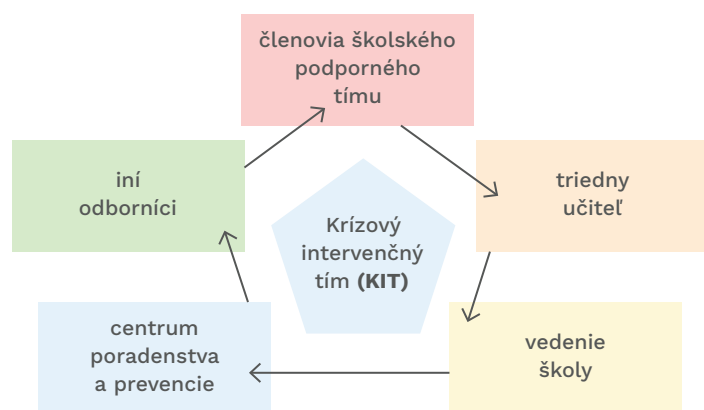 členovia školského
podporného
tímu
iní
odborníci
triedny
učiteľ
Krízový
intervenčný
tím (KIT)
centrum
poradenstva
a prevencie
vedenie
školy